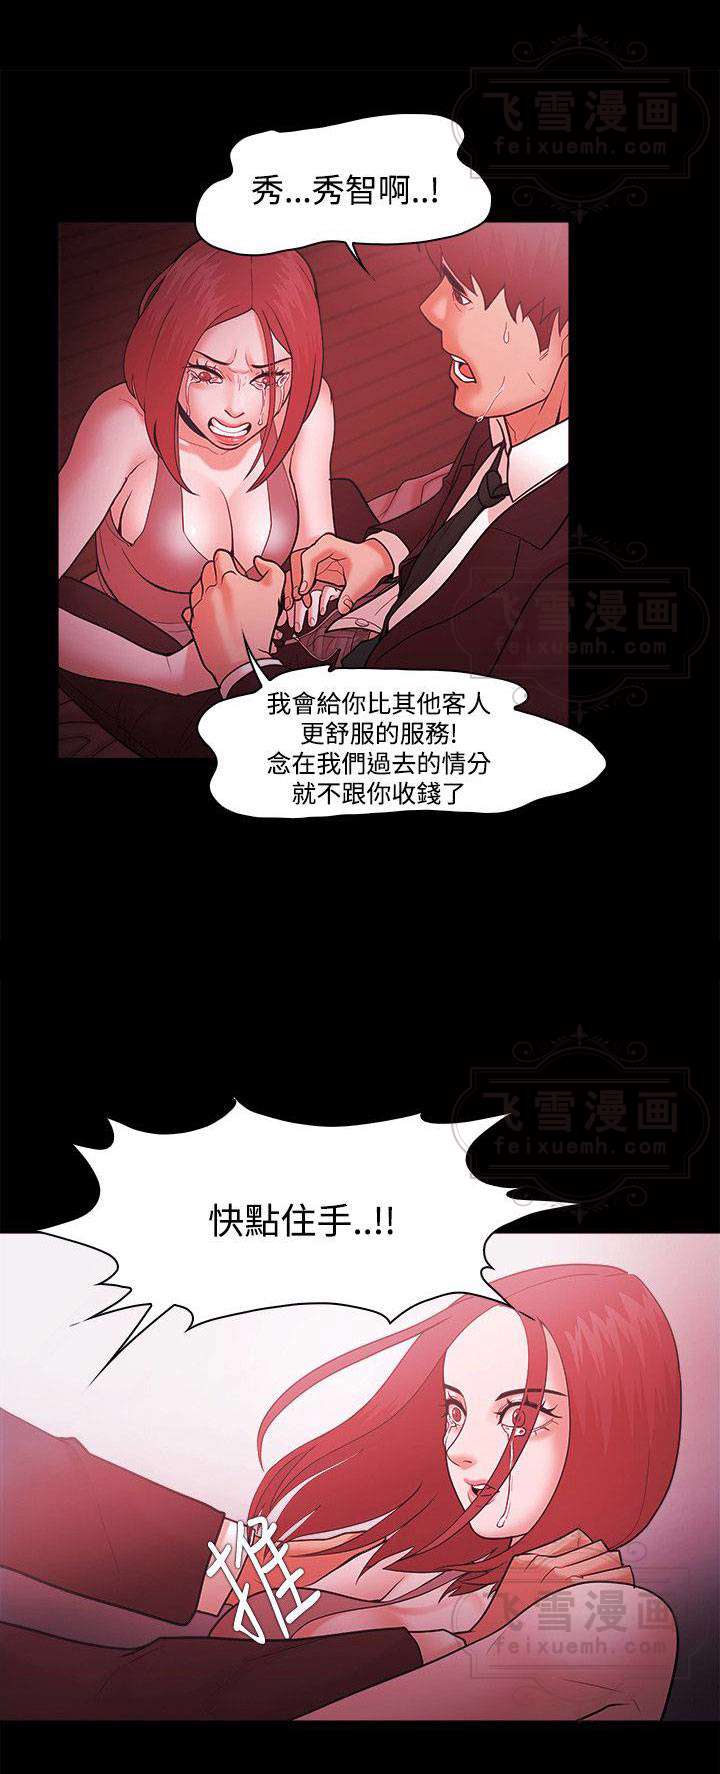 飞雪漫画
feixuemh.com
秀...秀智啊..!
飞雪漫画
feixuemh.com
我會給你比其他客人
更舒服的服務!
念在我們過去的情分
就不跟你收錢了
飞雪漫画
feixuemh.com
快點住手..!!
推
飞雪漫画
feixuemh.com